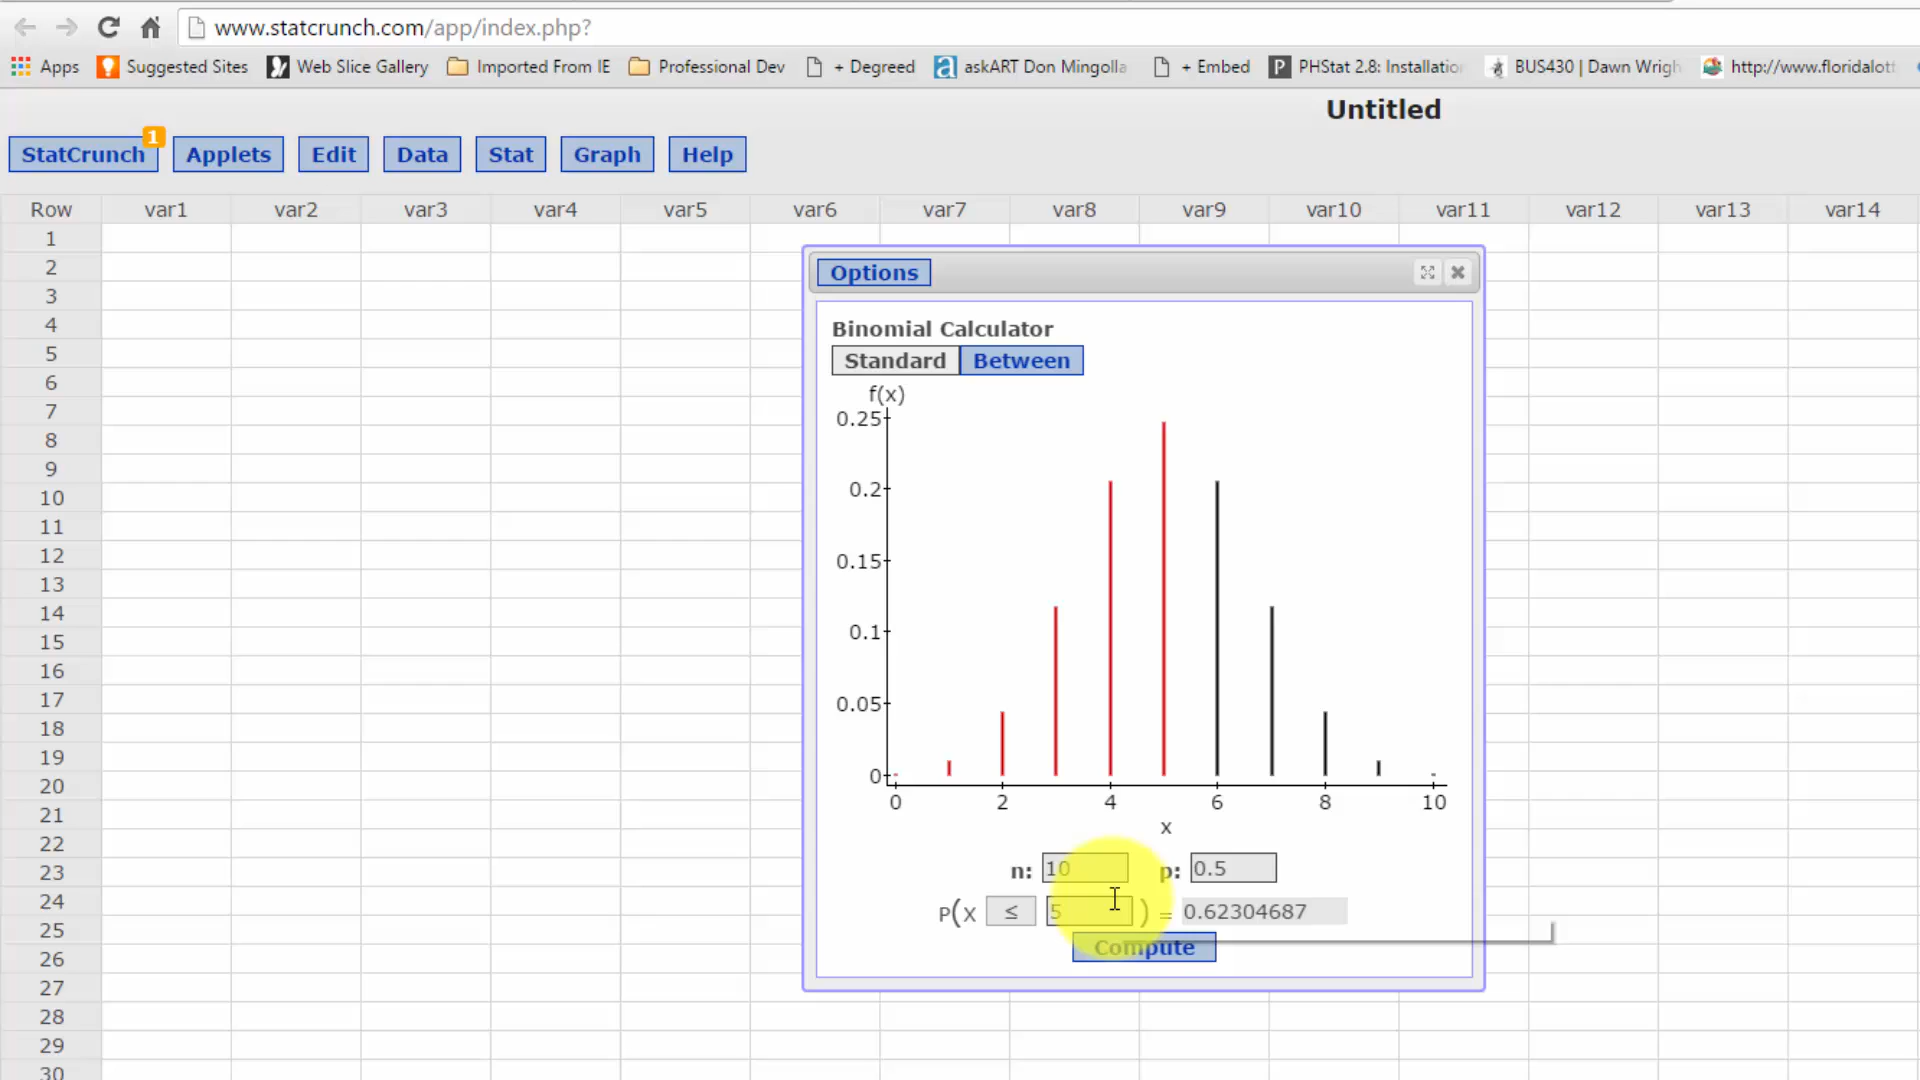 www.statcrunch.com/app/index.php?
Apps Suggested Sites Web Slice Gallery Imported From IE Professional Dev + Degreed askART Don Mingolla + Embed PHStat 2.8: Installation BUS430 | Dawn Wrigh http://www.floridalott
Untitled
StatCrunch 1 Applets Edit Data Stat Graph Help
Row var1 var2 var3 var4 var5 var6 var7 var8 var9 var10 var11 var12 var13 var14
1
2
3
4
5
6
7
8
9
10
11
12
13
14
15
16
17
18
19
20
21
22
23
24
25
26
27
28
29
30
Options
Binomial Calculator
Standard Between
f(x)
0.25
0.2
0.15
0.1
0.05
0
0 2 4 6 8 10
x
n: 10 p: 0.5
P(X ≤ 5 ) = 0.62304687
Compute